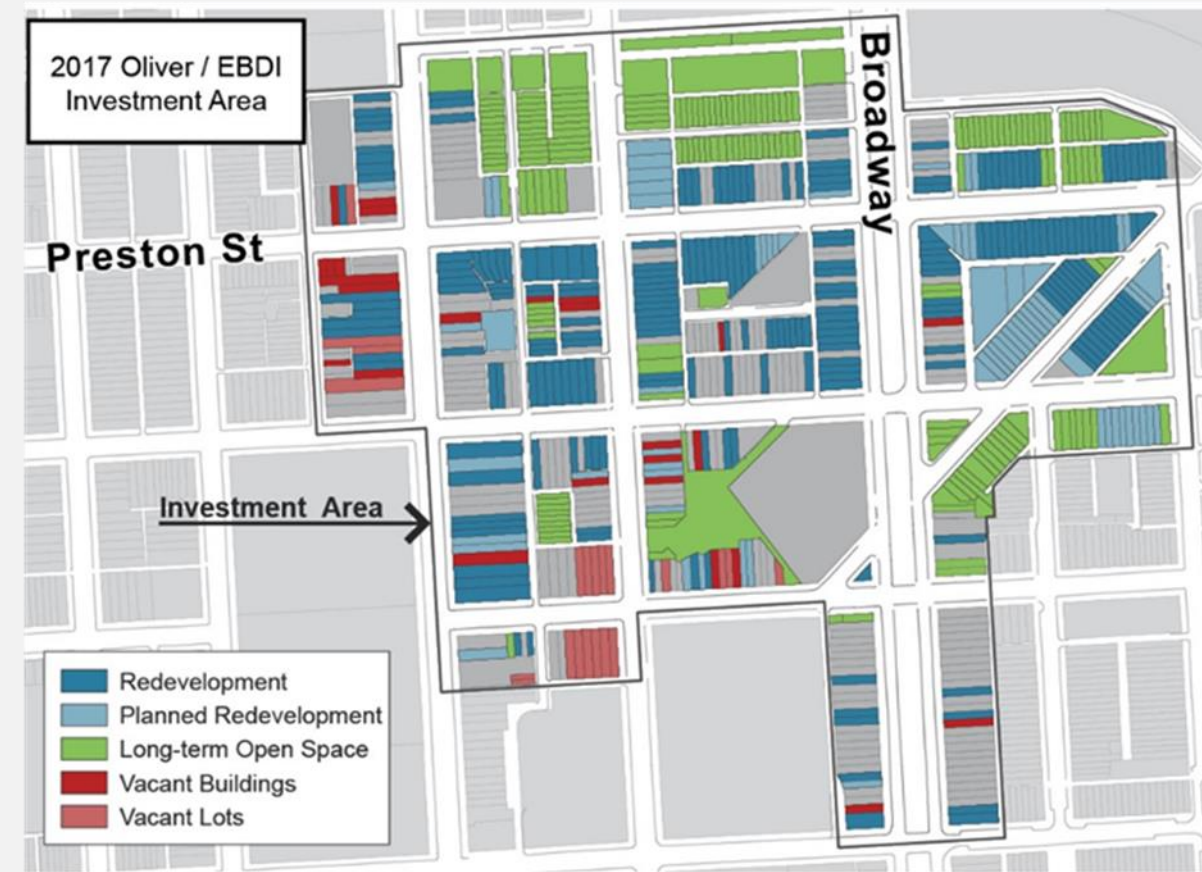 2017 Oliver / EBDI
Investment Area
Broadway
Preston St
Investment Area
Redevelopment
Planned Redevelopment
Long-term Open Space
Vacant Buildings
Vacant Lots